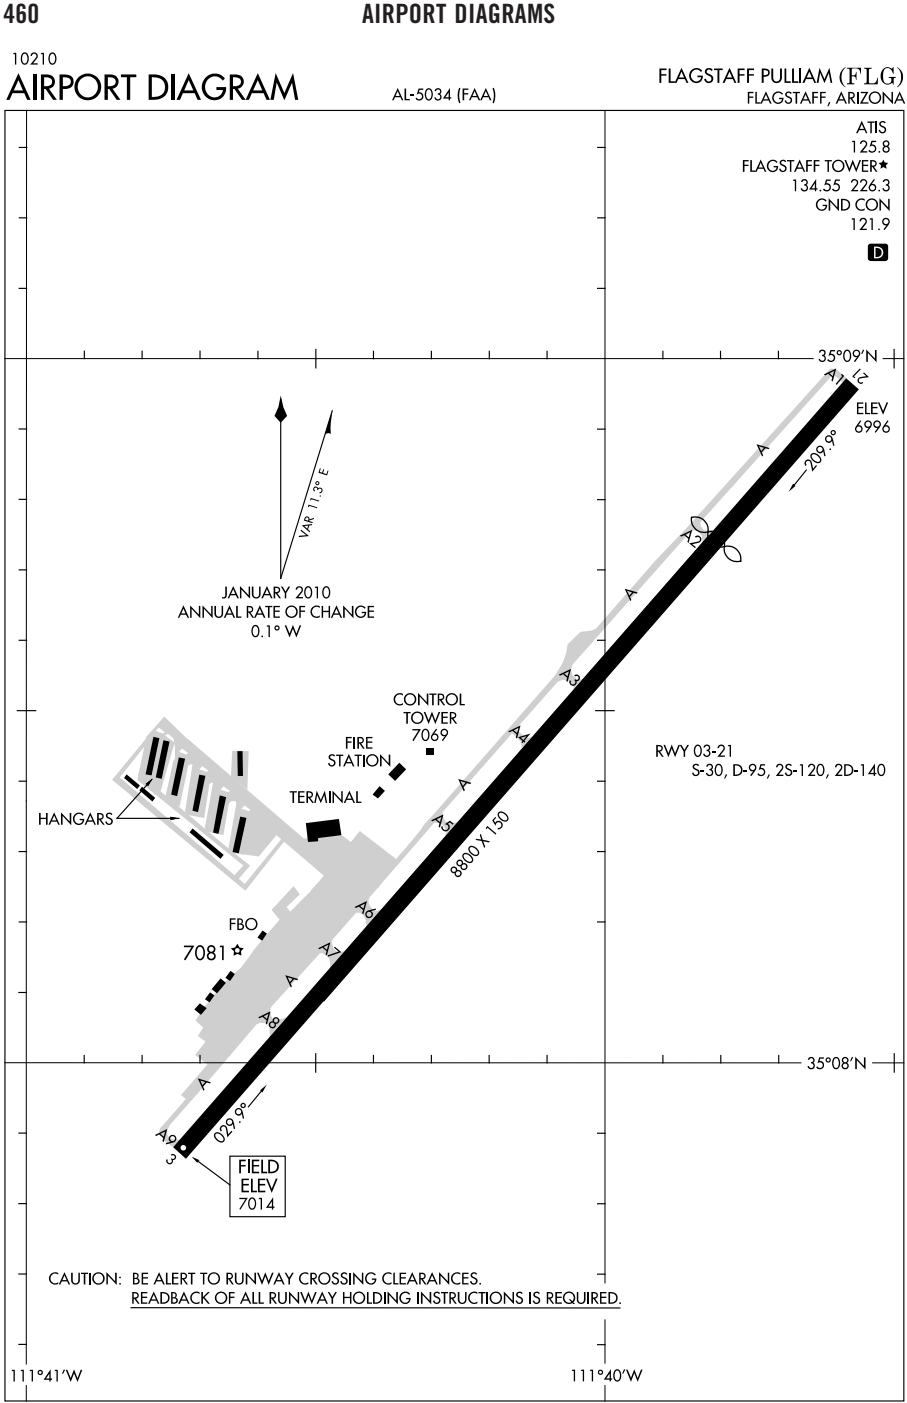 460
AIRPORT DIAGRAMS
10210
AIRPORT DIAGRAM
AL-5034 (FAA)
FLAGSTAFF PULLIAM (FLG)
FLAGSTAFF, ARIZONA
ATIS
125.8
FLAGSTAFF TOWER★
134.55 226.3
GND CON
121.9
D
35°09'N
A1
21
ELEV
6996
A
209.9°
VAR 11.3° E
A2
JANUARY 2010
ANNUAL RATE OF CHANGE
0.1° W
A
A3
CONTROL
TOWER
7069
A4
FIRE
STATION
RWY 03-21
S-30, D-95, 2S-120, 2D-140
A
TERMINAL
HANGARS
A5
8800 X 150
A6
FBO
7081
A7
A
A8
35°08'N
A
029.9°
A9
3
FIELD
ELEV
7014
CAUTION: BE ALERT TO RUNWAY CROSSING CLEARANCES.
READBACK OF ALL RUNWAY HOLDING INSTRUCTIONS IS REQUIRED.
111°41'W
111°40'W